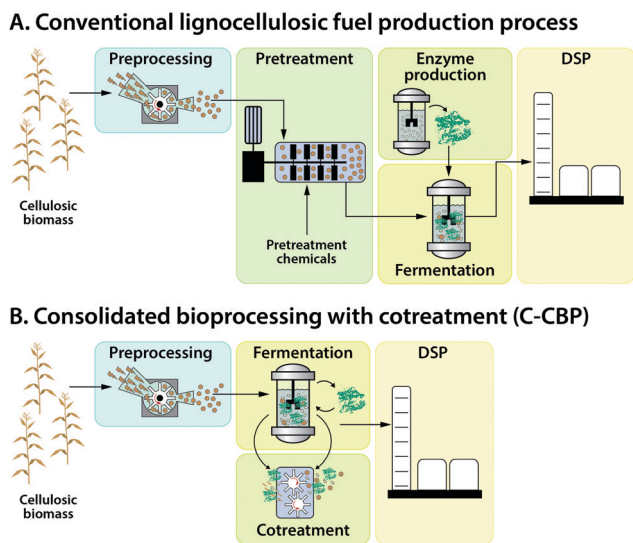 A. Conventional lignocellulosic fuel production process
Preprocessing
Pretreatment
Enzyme
production
DSP
Cellulosic
biomass
Pretreatment
chemicals
Fermentation
B. Consolidated bioprocessing with cotreatment (C-CBP)
Preprocessing
Fermentation
DSP
Cellulosic
biomass
Cotreatment